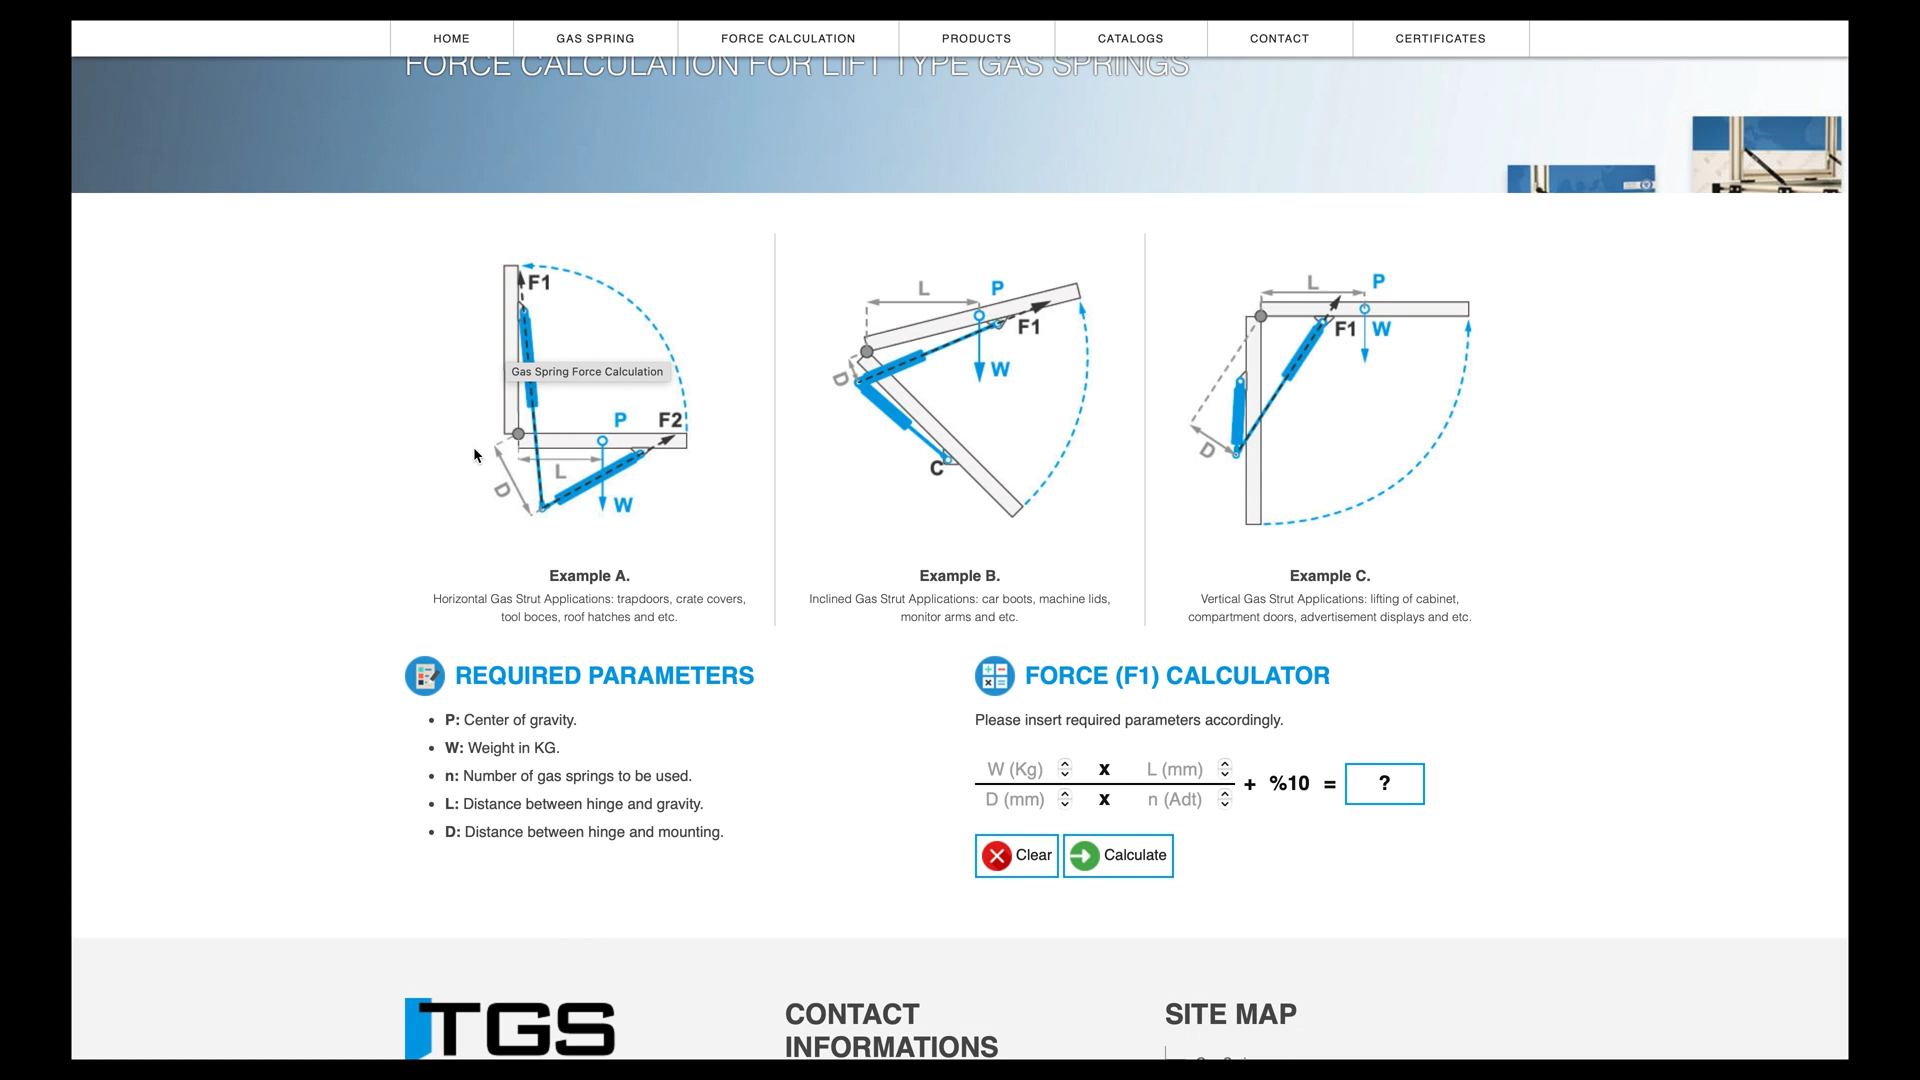 HOME GAS SPRING FORCE CALCULATION PRODUCTS CATALOGS CONTACT CERTIFICATES
FORCE CALCULATION FOR LIFT TYPE GAS SPRINGS
F1
Gas Spring Force Calculation
P F2
L
D
W
L P
F1
D W
C
L P
F1 W
D
Example A.
Horizontal Gas Strut Applications: trapdoors, crate covers,
tool boces, roof hatches and etc.
Example B.
Inclined Gas Strut Applications: car boots, machine lids,
monitor arms and etc.
Example C.
Vertical Gas Strut Applications: lifting of cabinet,
compartment doors, advertisement displays and etc.
REQUIRED PARAMETERS
• P: Center of gravity.
• W: Weight in KG.
• n: Number of gas springs to be used.
• L: Distance between hinge and gravity.
• D: Distance between hinge and mounting.
FORCE (F1) CALCULATOR
Please insert required parameters accordingly.
W (Kg) x L (mm)
D (mm) x n (Adt)
+ %10 = ?
Clear Calculate
TGS
CONTACT
INFORMATIONS
SITE MAP